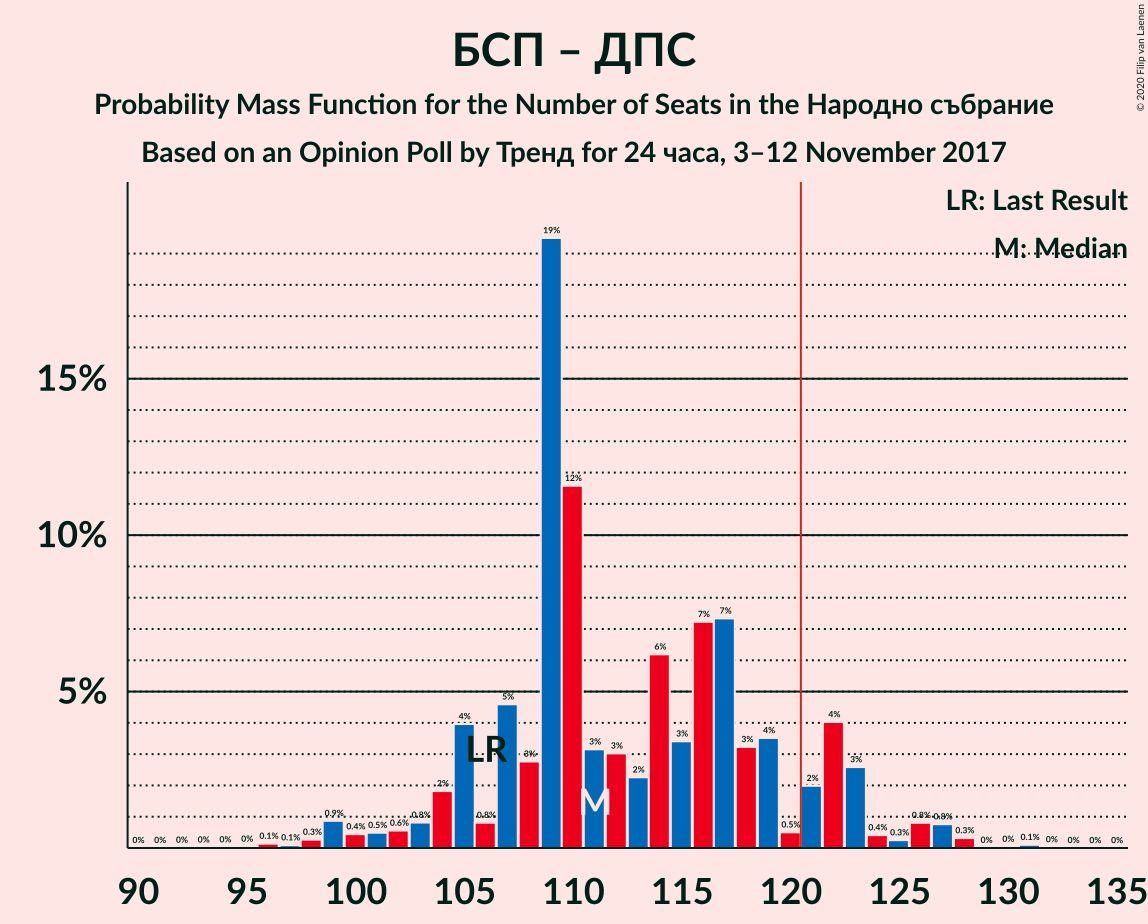 БСП – ДПС
Probability Mass Function for the Number of Seats in the Народно събрание
Based on an Opinion Poll by Тренд for 24 часа, 3–12 November 2017
© 2020 Filip van Laenen
LR: Last Result
M: Median
15%
10%
5%
0% 0% 0% 0% 0% 0% 0.1% 0.1% 0.3% 0.9% 0.4% 0.5% 0.6% 0.8% 2% 4% 0.8% 5% 3% 19% 12% 3% 3% 2% 6% 3% 7% 7% 3% 4% 0.5% 2% 4% 3% 0.4% 0.3% 0.8% 0.8% 0.3% 0% 0% 0.1% 0% 0% 0% 0%
LR
M
90 95 100 105 110 115 120 125 130 135